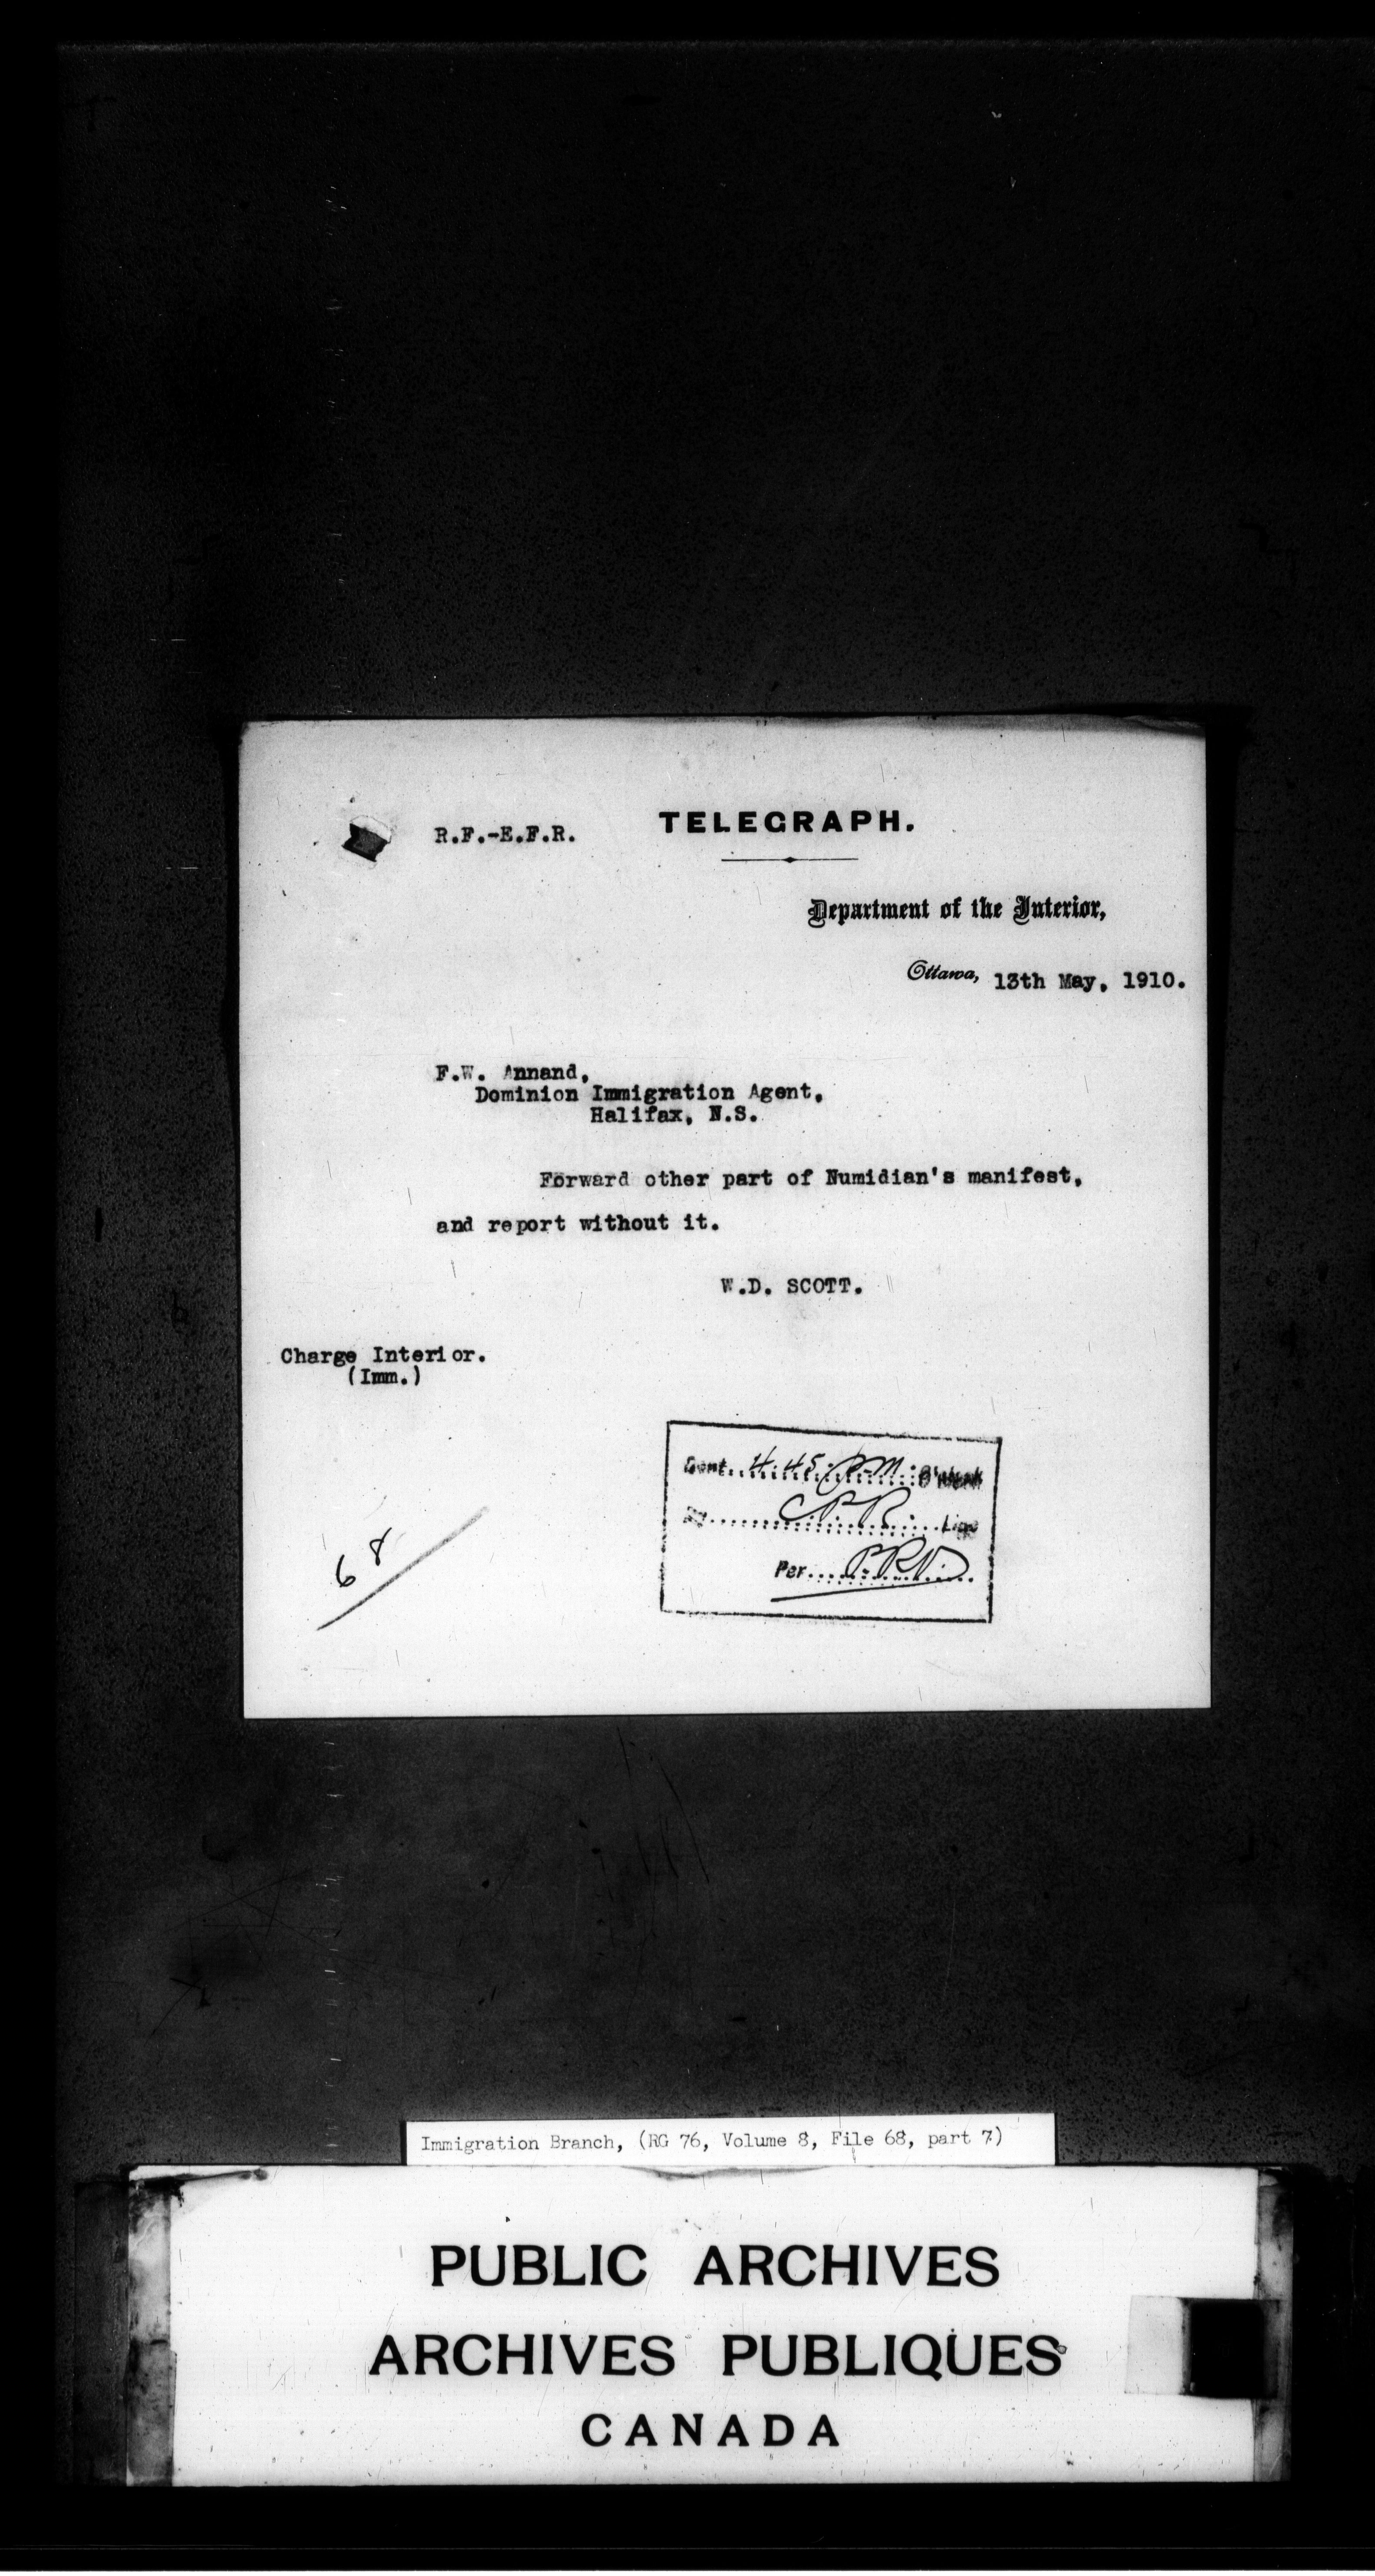 R.F.-E.F.R.
TELEGRAPH.
Department of the Interior,
Ottawa, 13th May, 1910.
F.W. Annand,
Dominion Immigration Agent,
Halifax, N.S.
Forward other part of Numidian's manifest,
and report without it.
W.D. SCOTT.
Charge Interior.
(Imm.)
Sent 4.45 P.M. O'clock
C.P.R. Line
Per
68
Immigration Branch, (RG 76, Volume 8, File 68, part 7)
PUBLIC ARCHIVES
ARCHIVES PUBLIQUES
CANADA